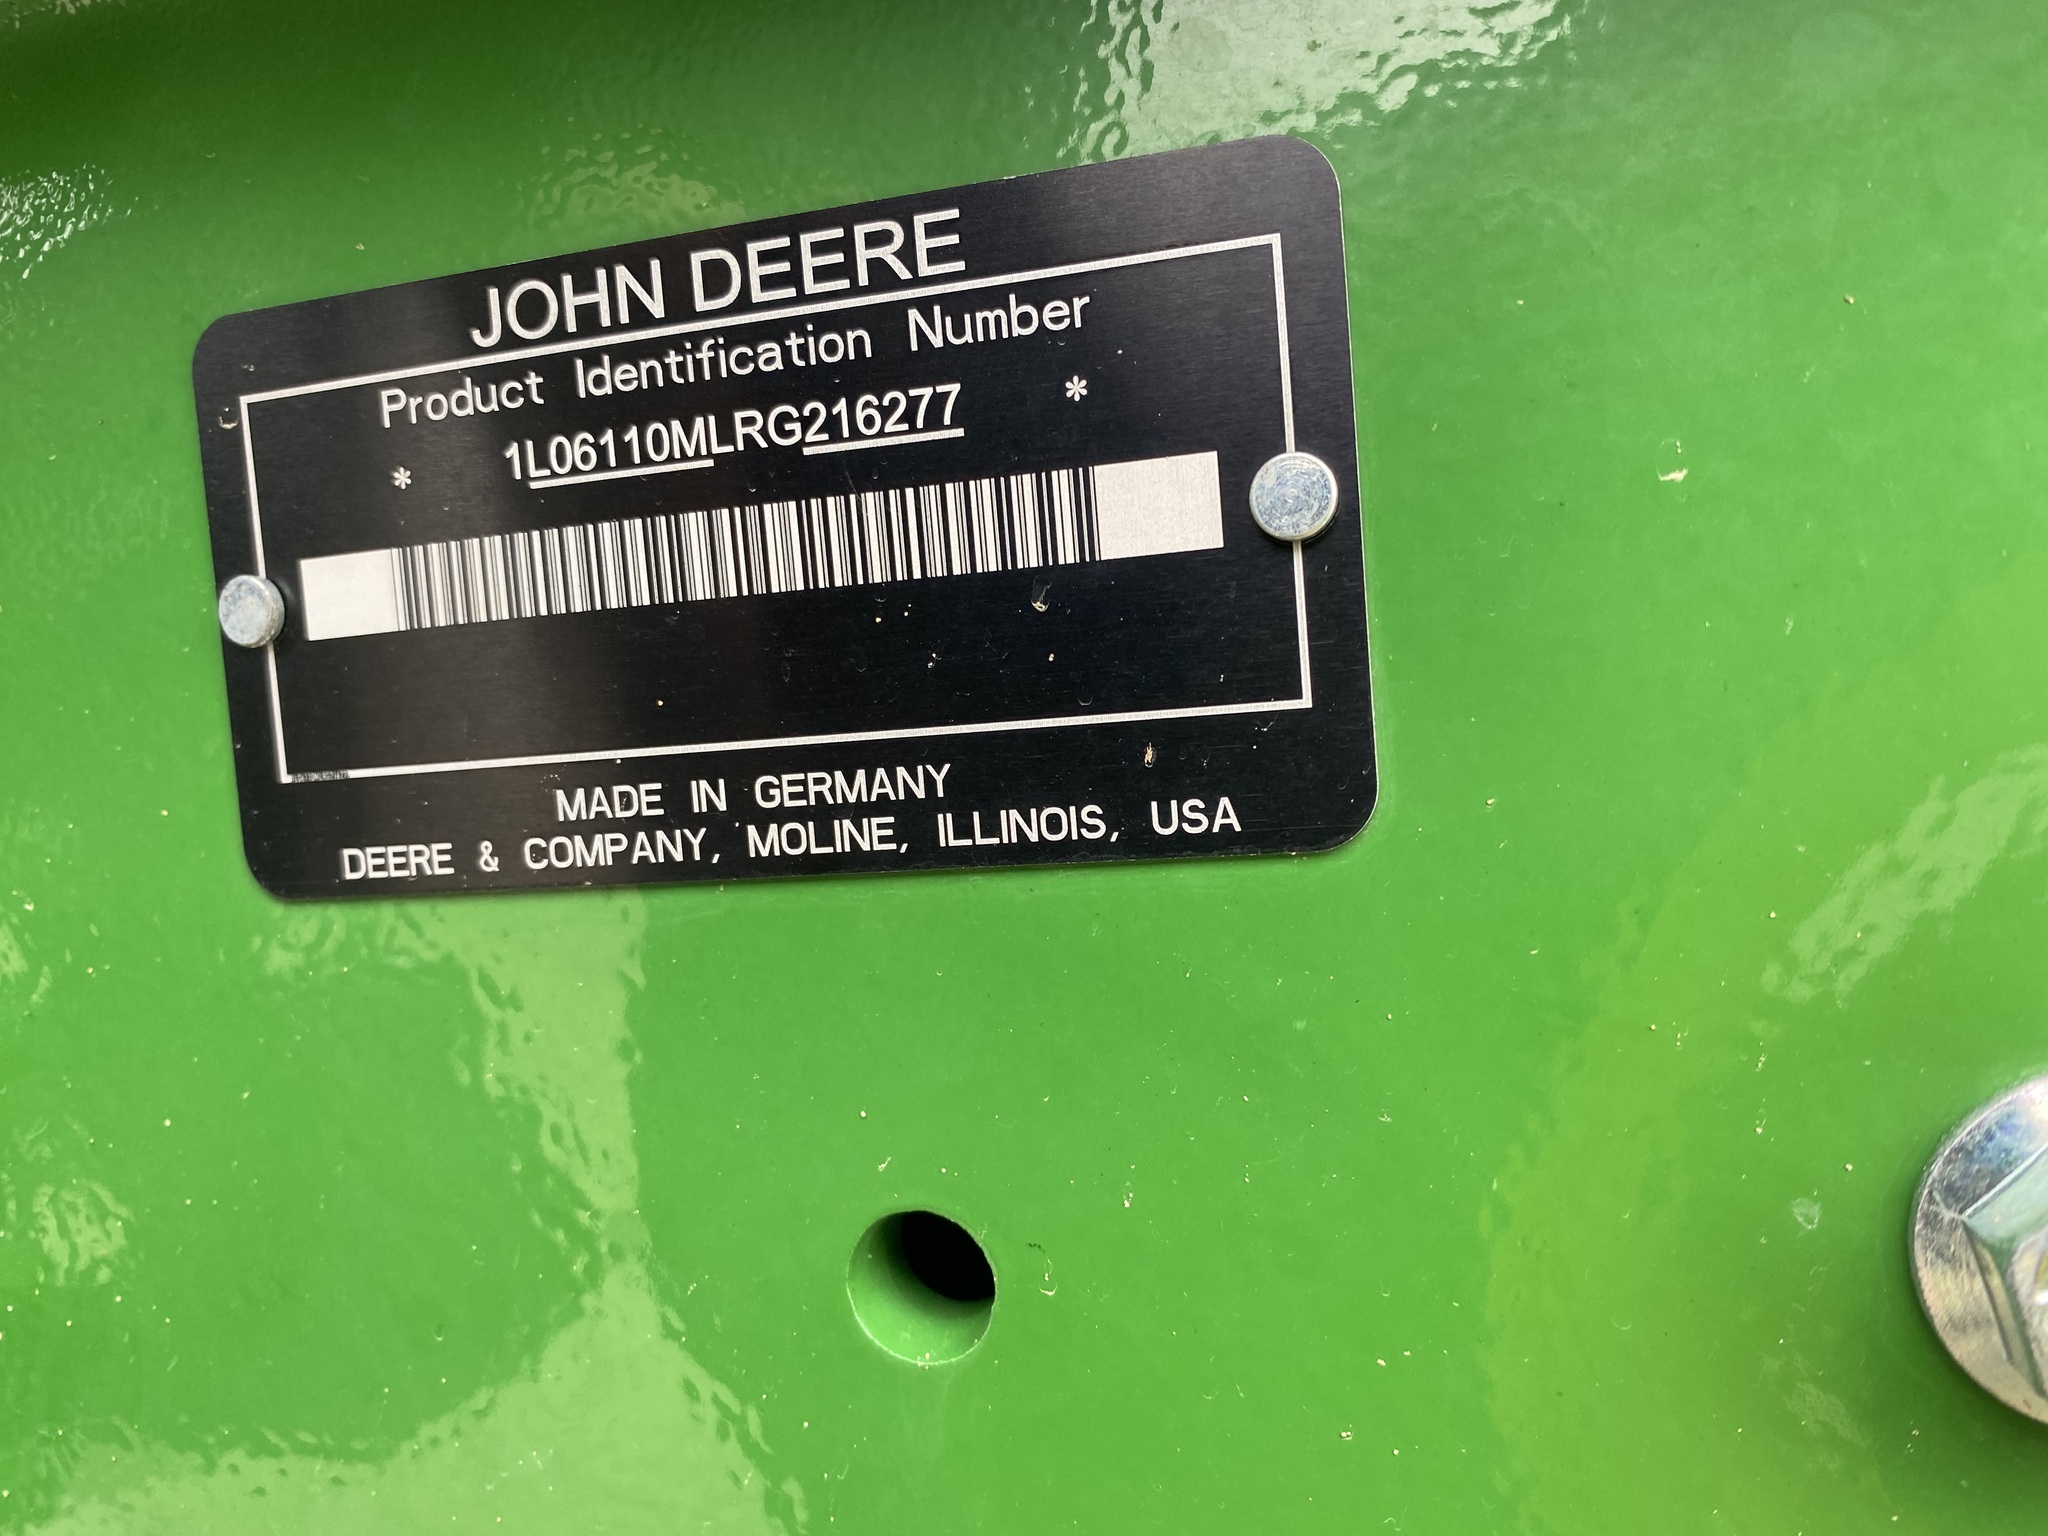 JOHN DEERE
Product Identification Number
* 1L06110MLRG216277 *
MADE IN GERMANY
DEERE & COMPANY, MOLINE, ILLINOIS, USA